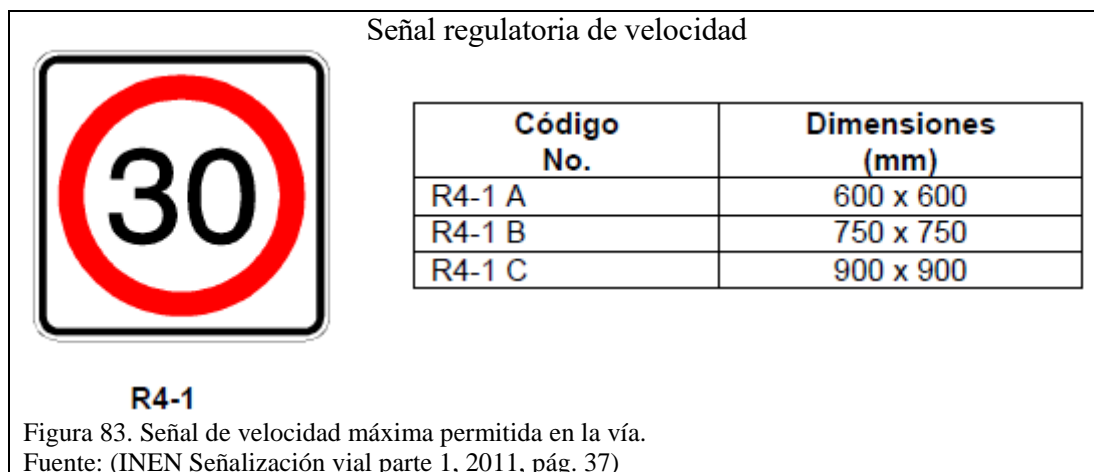 Señal regulatoria de velocidad
30
Código No. Dimensiones (mm)
R4-1 A 600 x 600
R4-1 B 750 x 750
R4-1 C 900 x 900
R4-1
Figura 83. Señal de velocidad máxima permitida en la vía.
Fuente: (INEN Señalización vial parte 1, 2011, pág. 37)